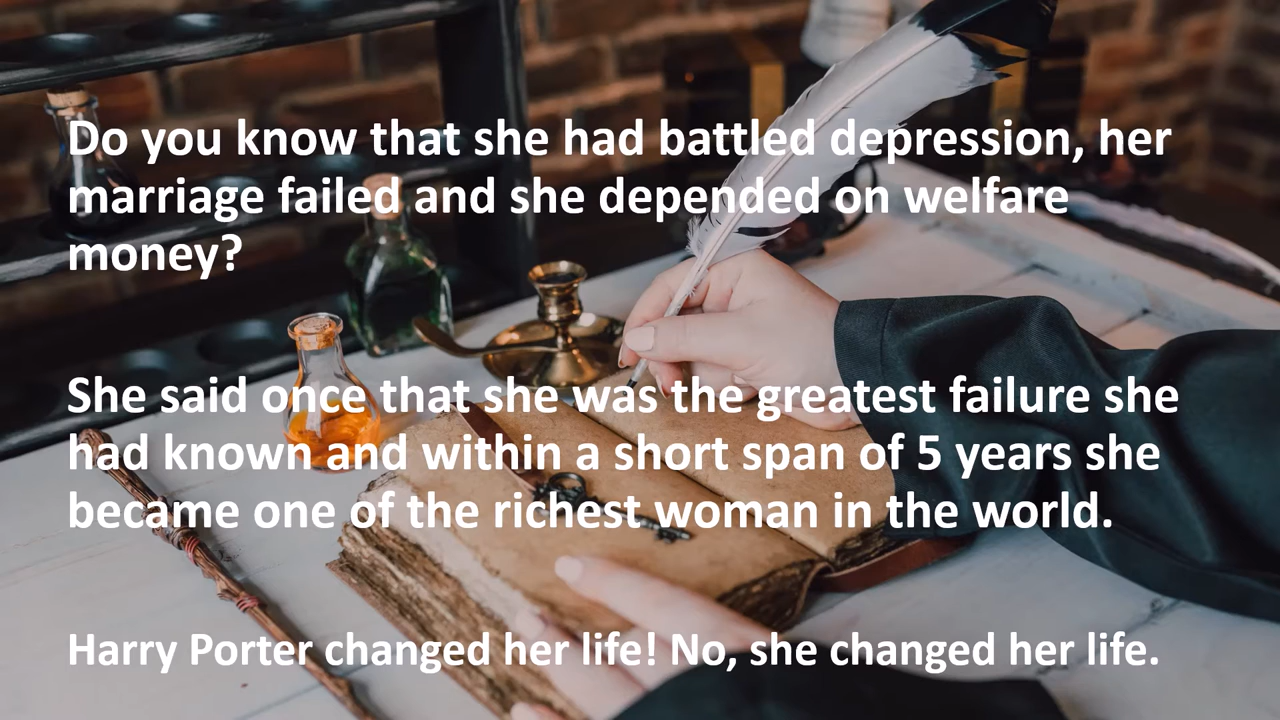 Do you know that she had battled depression, her
marriage failed and she depended on welfare
money?
She said once that she was the greatest failure she
had known and within a short span of 5 years she
became one of the richest woman in the world.
Harry Porter changed her life! No, she changed her life.